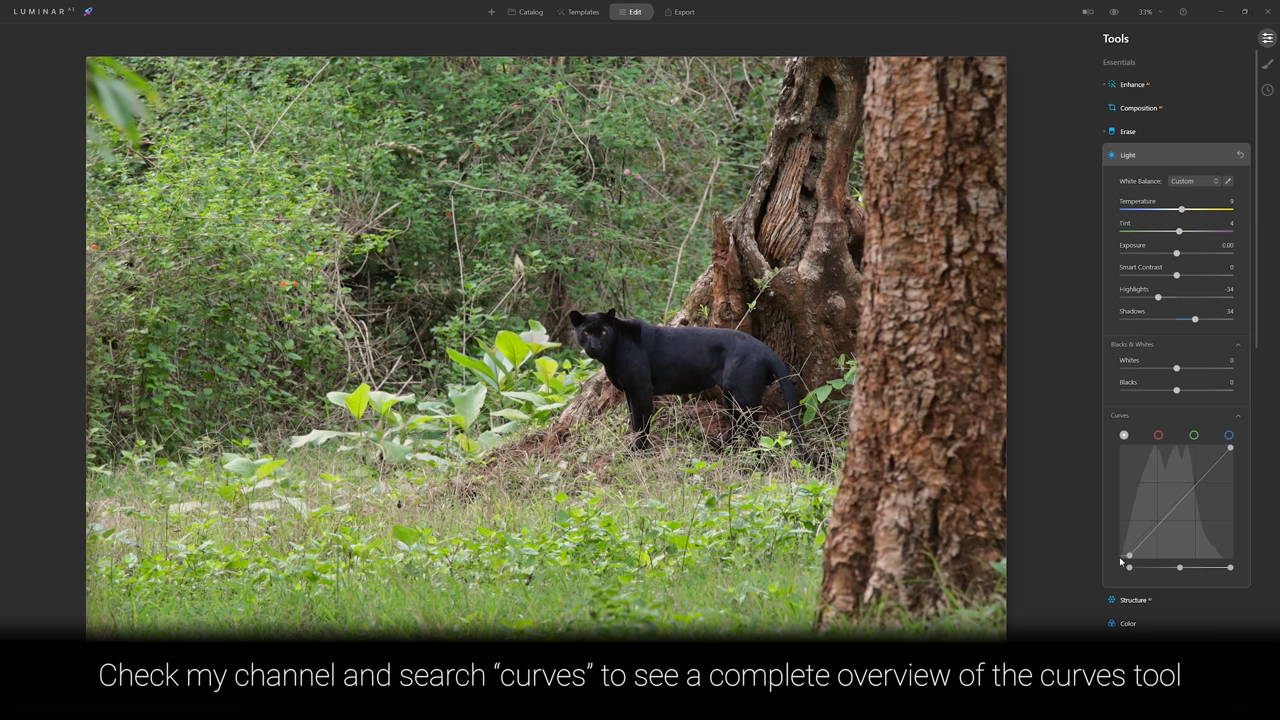 LUMINAR AI
Catalog
Templates
Edit
Export
33%
Tools
Essentials
Enhance AI
Composition AI
Erase
Light
White Balance: Custom
Temperature 9
Tint 4
Exposure 0.00
Smart Contrast 0
Highlights -34
Shadows 34
Blacks & Whites
Whites 0
Blacks 0
Curves
Structure AI
Color
Check my channel and search “curves” to see a complete overview of the curves tool